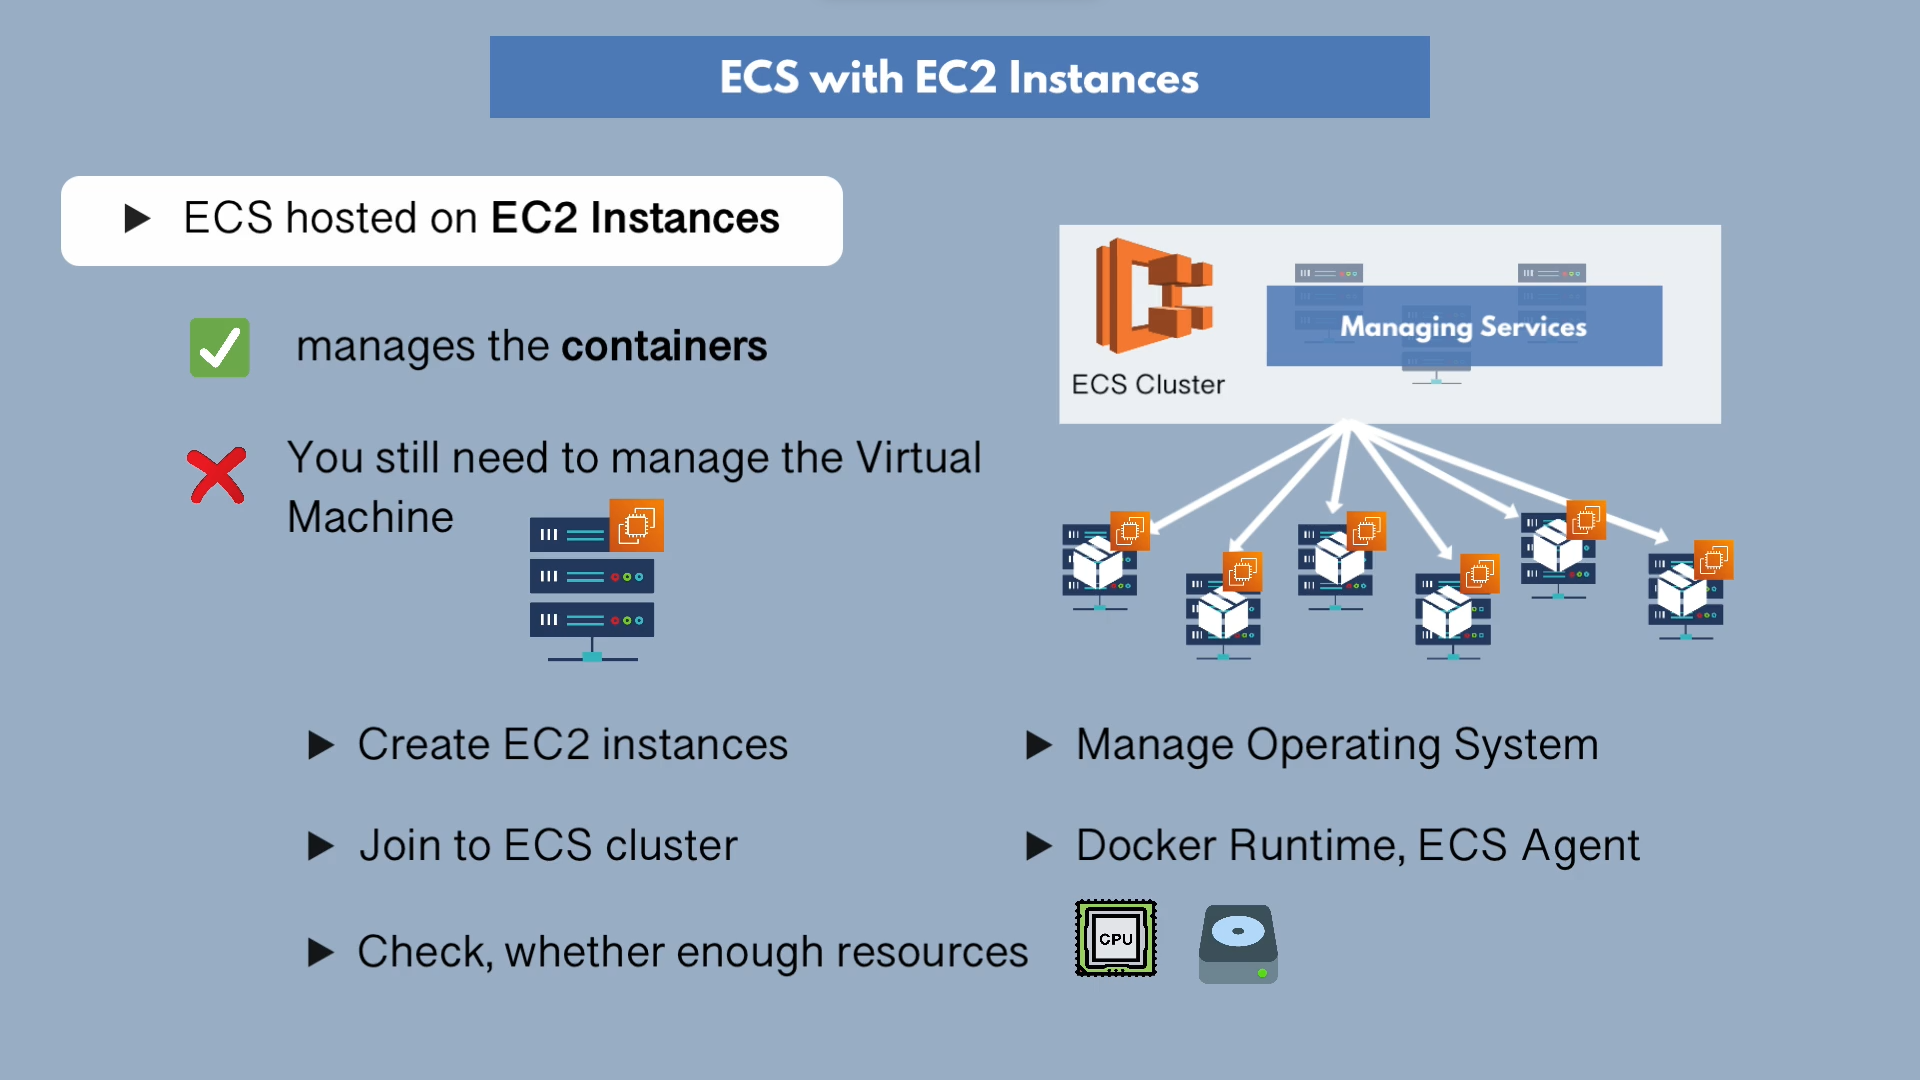 ECS with EC2 Instances
ECS hosted on EC2 Instances
manages the containers
You still need to manage the Virtual
Machine
Managing Services
ECS Cluster
Create EC2 instances
Join to ECS cluster
Check, whether enough resources
Manage Operating System
Docker Runtime, ECS Agent
CPU